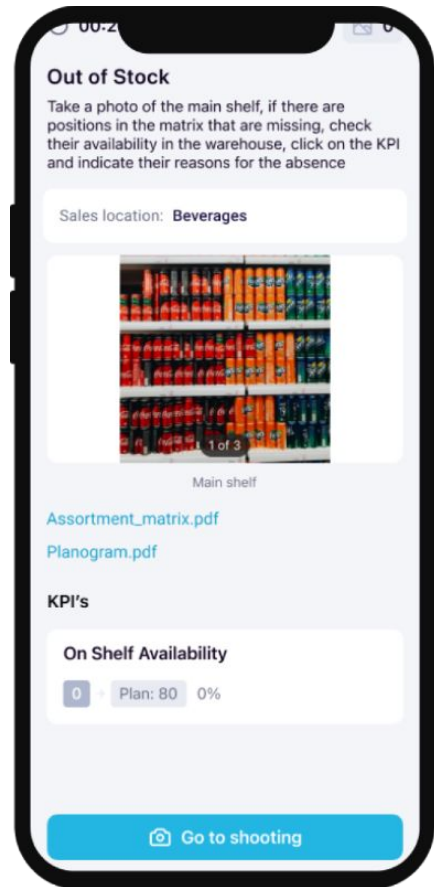 Out of Stock
Take a photo of the main shelf, if there are
positions in the matrix that are missing, check
their availability in the warehouse, click on the KPI
and indicate their reasons for the absence
Sales location: Beverages
1 of 3
Main shelf
Assortment_matrix.pdf
Planogram.pdf
KPI's
On Shelf Availability
0 ÷ Plan: 80 0%
Go to shooting